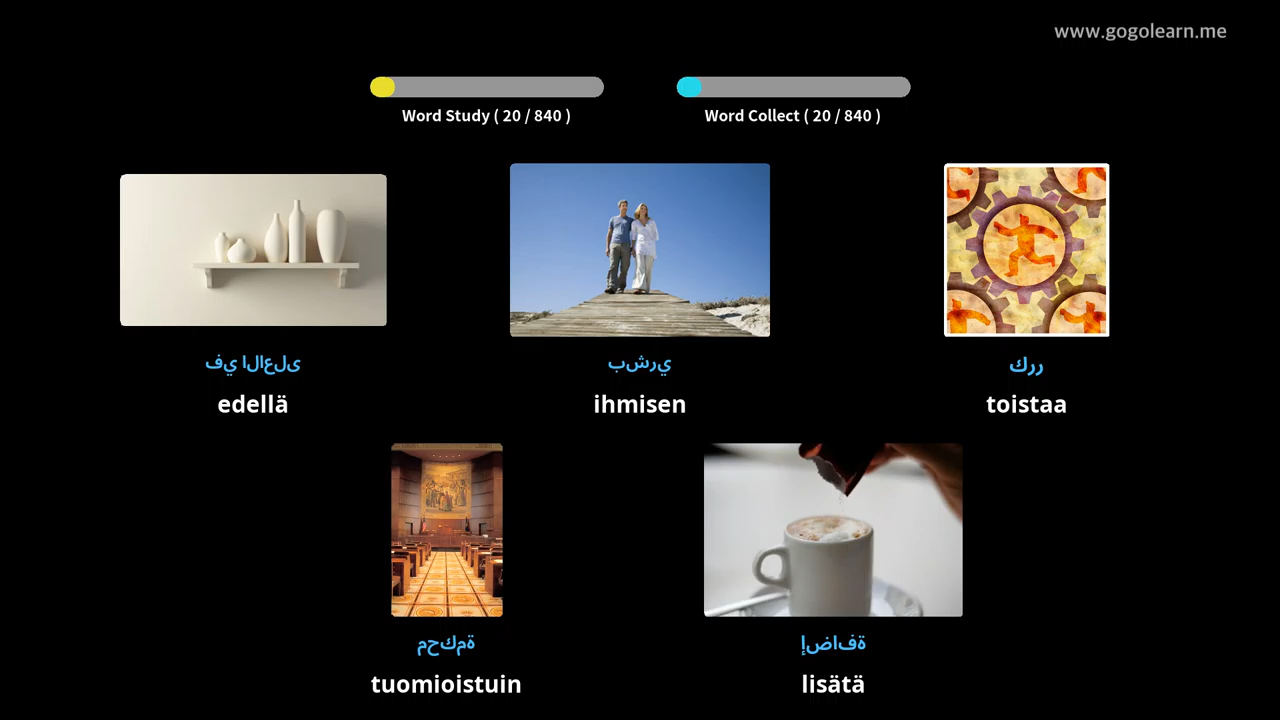 www.gogolearn.me
Word Study ( 20 / 840 )
Word Collect ( 20 / 840 )
في الاعلى
edellä
بشري
ihmisen
كرر
toistaa
محكمة
tuomioistuin
إضافة
lisätä